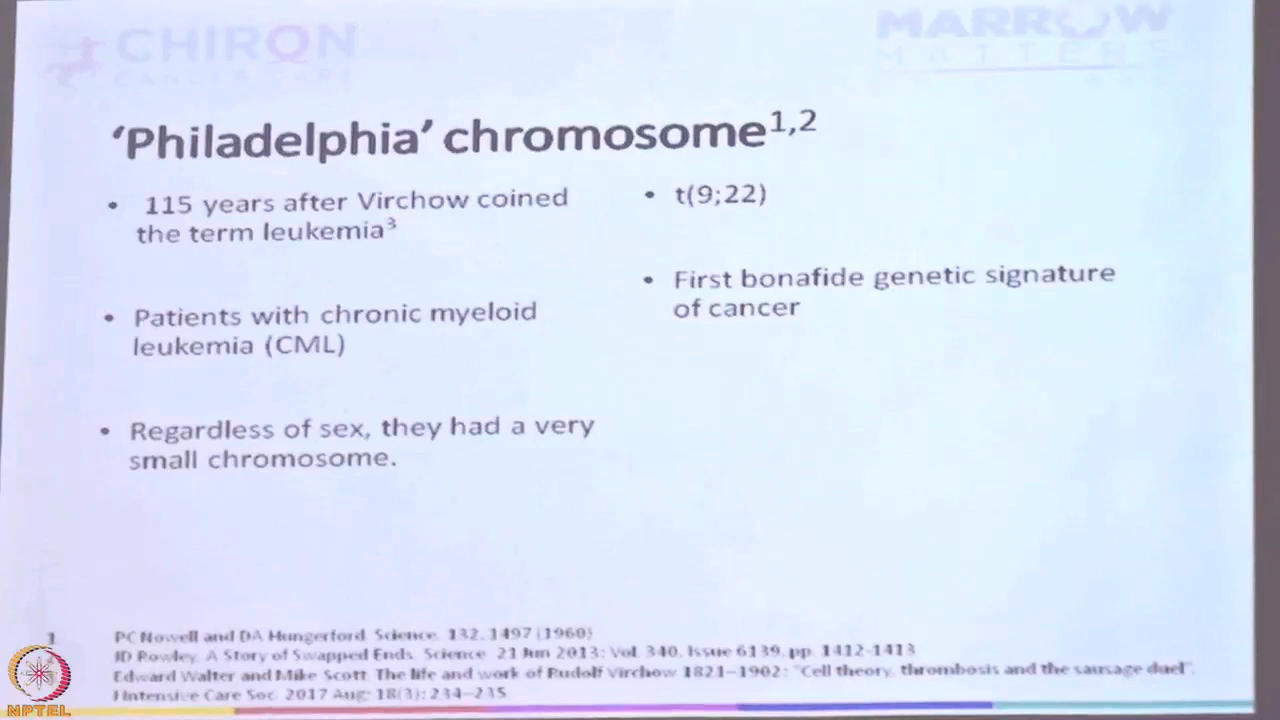 CHIRON
CANCER CARE
MARROW
MATTERS
‘Philadelphia’ chromosome1,2
• 115 years after Virchow coined
the term leukemia3
• Patients with chronic myeloid
leukemia (CML)
• Regardless of sex, they had a very
small chromosome.
• t(9;22)
• First bonafide genetic signature
of cancer
1
PC Nowell and DA Hungerford. Science. 132, 1497 (1960)
JD Rowley. A Story of Swapped Ends. Science 21 Jun 2013: Vol. 340, Issue 6139, pp. 1412-1413
Edward Walter and Mike Scott The life and work of Rudolf Virchow 1821–1902: "Cell theory, thrombosis and the sausage duel".
J Intensive Care Soc. 2017 Aug; 18(3): 234–235
NPTEL